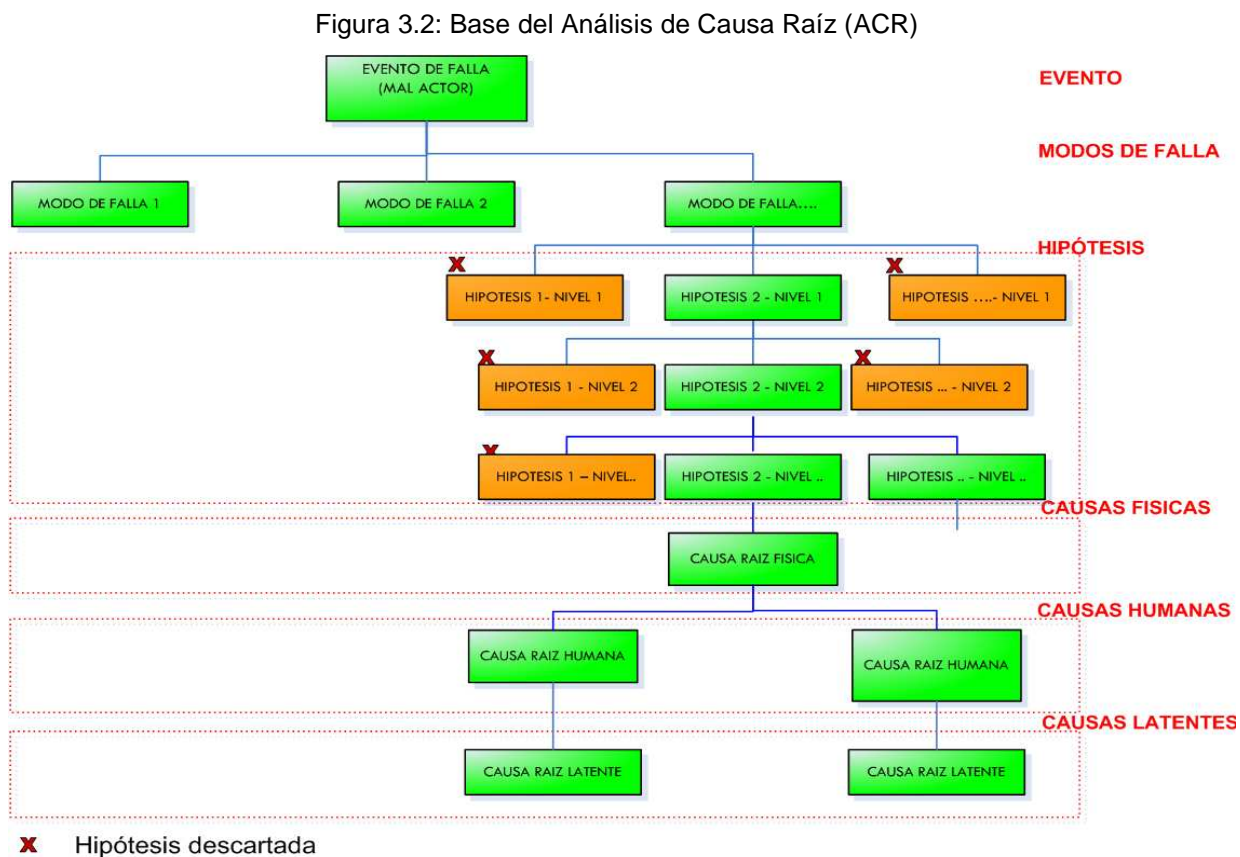 Figura 3.2: Base del Análisis de Causa Raíz (ACR)
EVENTO DE FALLA
(MAL ACTOR)
EVENTO
MODOS DE FALLA
MODO DE FALLA 1
MODO DE FALLA 2
MODO DE FALLA....
HIPÓTESIS
X
X
HIPOTESIS 1- NIVEL 1
HIPOTESIS 2 - NIVEL 1
HIPOTESIS ....- NIVEL 1
X
X
HIPOTESIS 1 - NIVEL 2
HIPOTESIS 2 - NIVEL 2
HIPOTESIS ... - NIVEL 2
X
HIPOTESIS 1 – NIVEL..
HIPOTESIS 2 - NIVEL ..
HIPOTESIS .. - NIVEL ..
CAUSAS FISICAS
CAUSA RAIZ FISICA
CAUSAS HUMANAS
CAUSA RAIZ HUMANA
CAUSA RAIZ HUMANA
CAUSAS LATENTES
CAUSA RAIZ LATENTE
CAUSA RAIZ LATENTE
X Hipótesis descartada